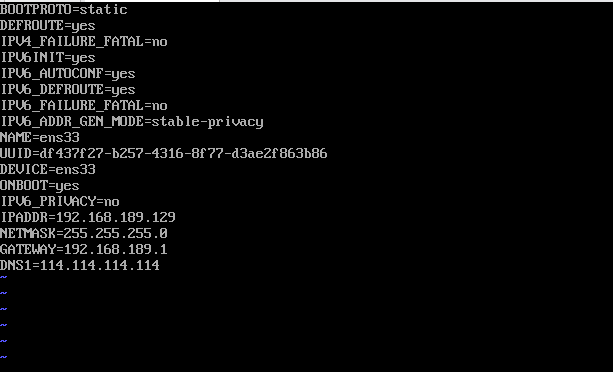 BOOTPROTO=static
DEFROUTE=yes
IPV4_FAILURE_FATAL=no
IPV6INIT=yes
IPV6_AUTOCONF=yes
IPV6_DEFROUTE=yes
IPV6_FAILURE_FATAL=no
IPV6_ADDR_GEN_MODE=stable-privacy
NAME=ens33
UUID=df437f27-b257-4316-8f77-d3ae2f863b86
DEVICE=ens33
ONBOOT=yes
IPV6_PRIVACY=no
IPADDR=192.168.189.129
NETMASK=255.255.255.0
GATEWAY=192.168.189.1
DNS1=114.114.114.114
~
~
~
~
~
~